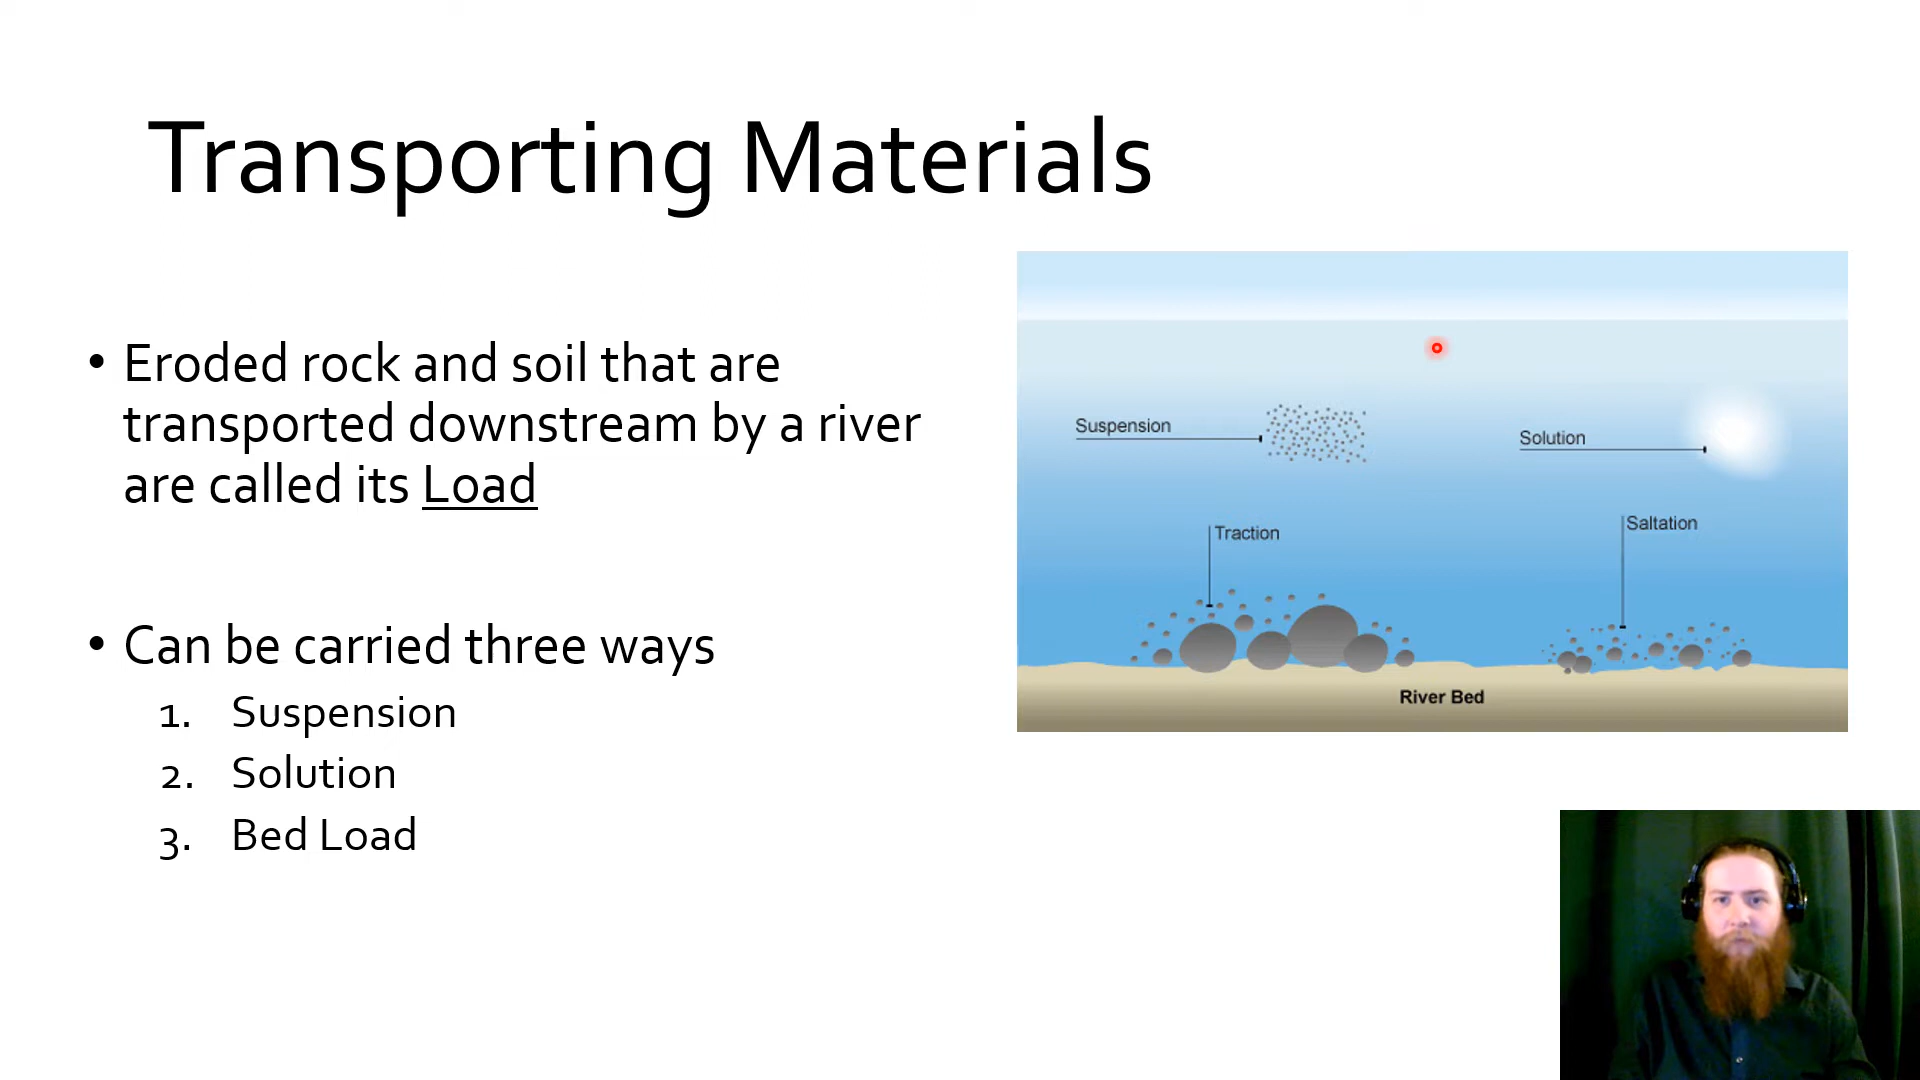 Transporting Materials
• Eroded rock and soil that are
transported downstream by a river
are called its Load
• Can be carried three ways
1. Suspension
2. Solution
3. Bed Load
Suspension
Solution
Traction
Saltation
River Bed